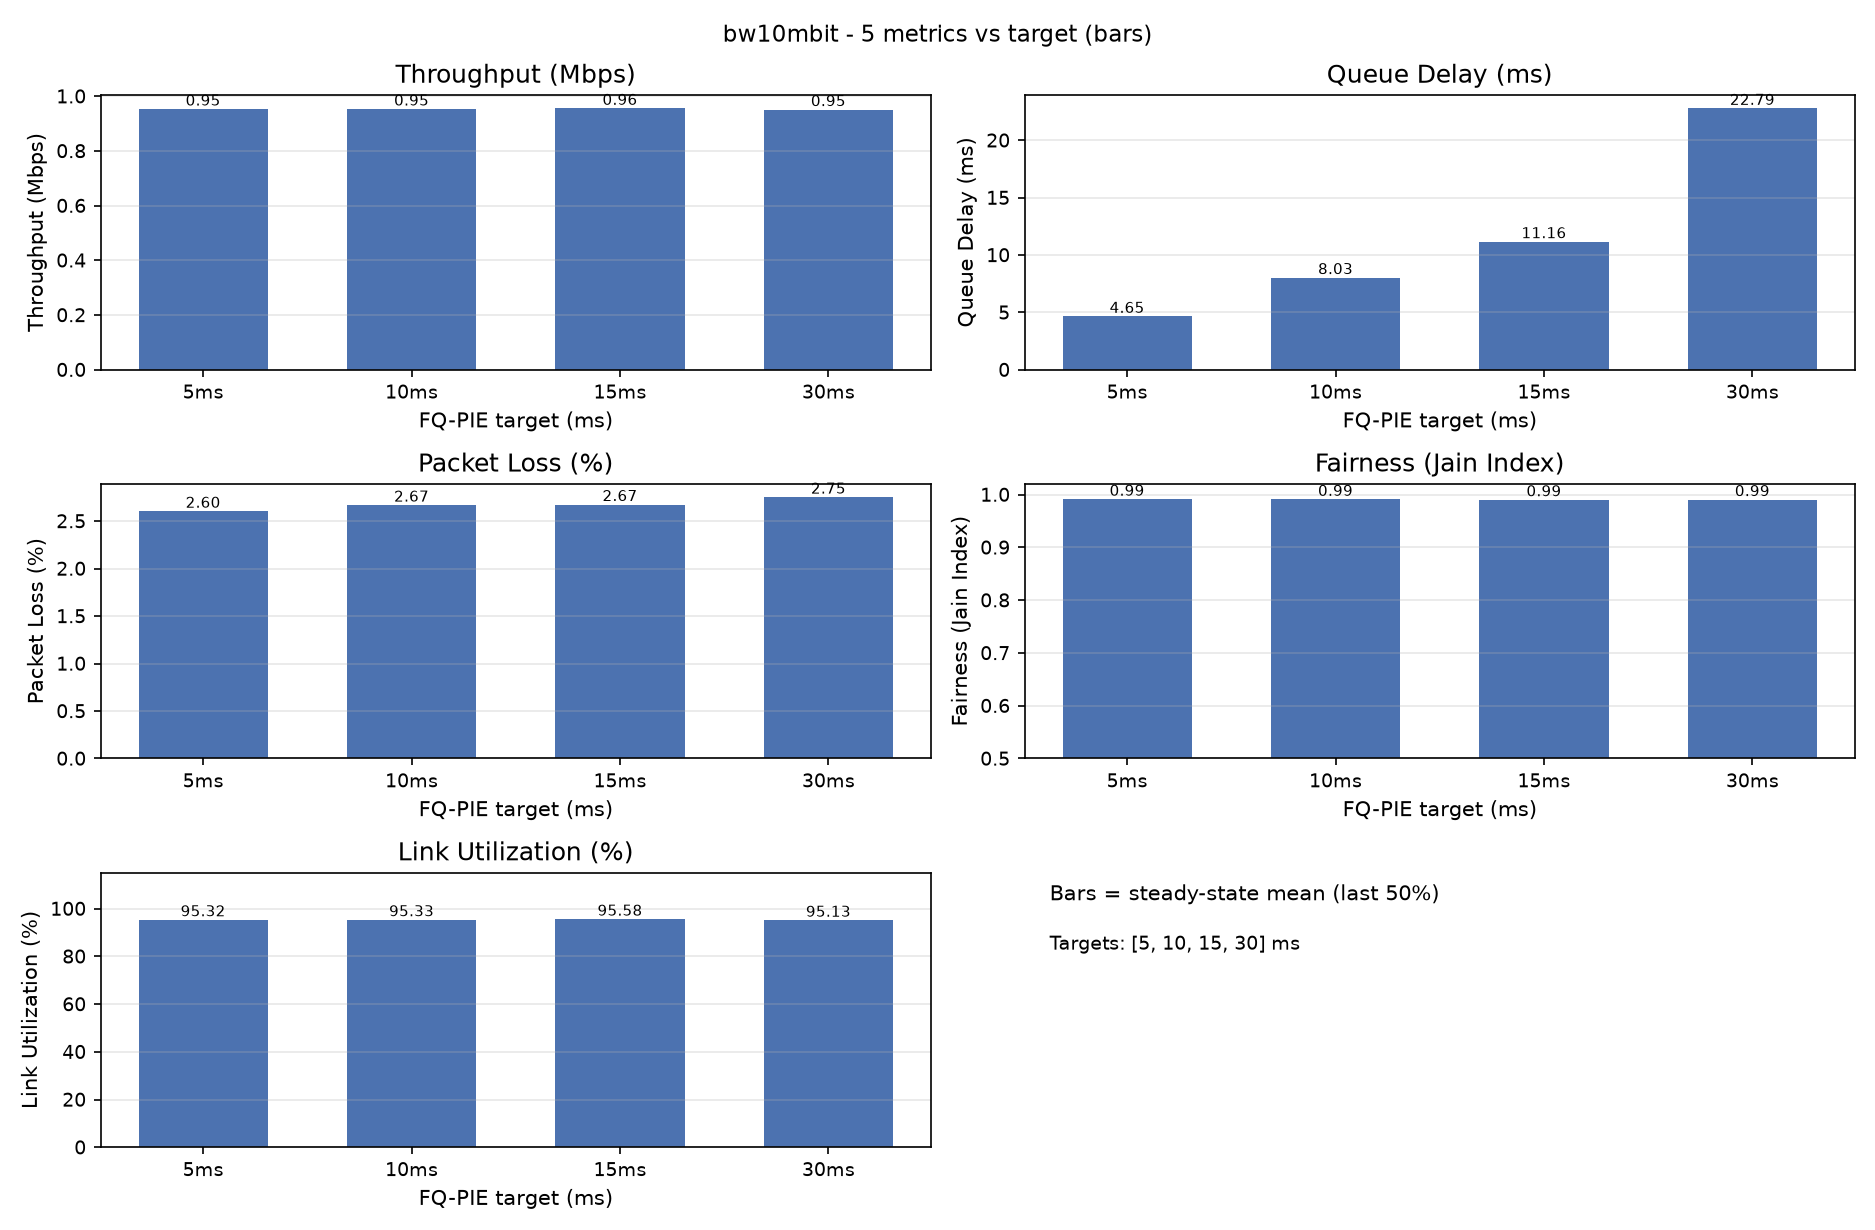 bw10mbit - 5 metrics vs target (bars)
Throughput (Mbps)
Throughput (Mbps)
1.0
0.8
0.6
0.4
0.2
0.0
0.95
0.95
0.96
0.95
5ms
10ms
15ms
30ms
FQ-PIE target (ms)
Queue Delay (ms)
Queue Delay (ms)
20
15
10
5
0
4.65
8.03
11.16
22.79
5ms
10ms
15ms
30ms
FQ-PIE target (ms)
Packet Loss (%)
Packet Loss (%)
2.5
2.0
1.5
1.0
0.5
0.0
2.60
2.67
2.67
2.75
5ms
10ms
15ms
30ms
FQ-PIE target (ms)
Fairness (Jain Index)
Fairness (Jain Index)
1.0
0.9
0.8
0.7
0.6
0.5
0.99
0.99
0.99
0.99
5ms
10ms
15ms
30ms
FQ-PIE target (ms)
Link Utilization (%)
Link Utilization (%)
100
80
60
40
20
0
95.32
95.33
95.58
95.13
5ms
10ms
15ms
30ms
FQ-PIE target (ms)
Bars = steady-state mean (last 50%)
Targets: [5, 10, 15, 30] ms